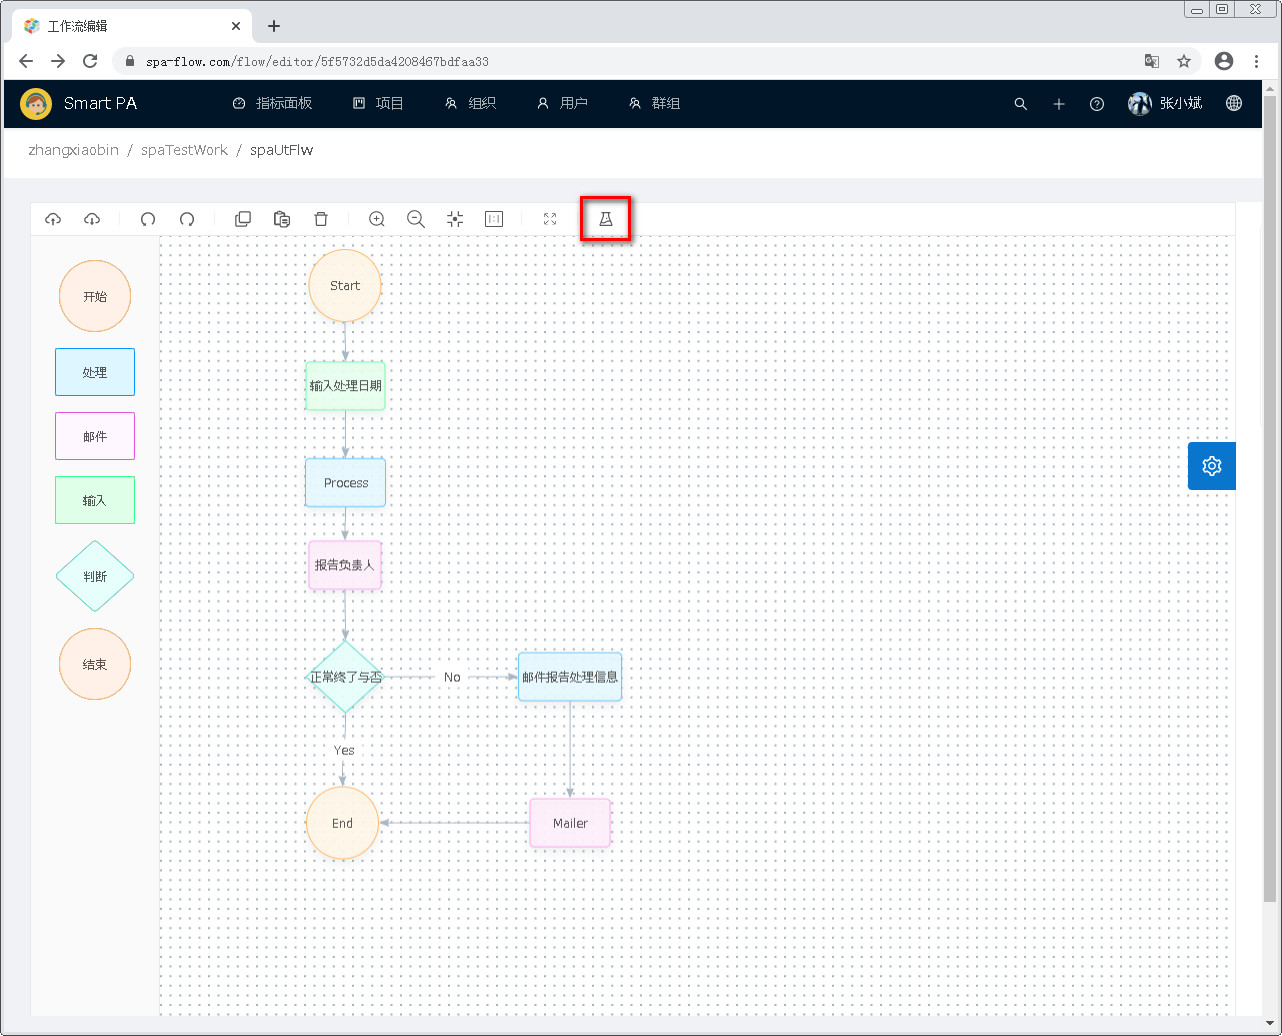 工作流编辑
spa-flow.com/flow/editor/5f5732d5da4208467bdfaa33
Smart PA 指标面板 项目 组织 用户 群组 张小斌
zhangxiaobin / spaTestWork / spaUtFlw
开始
处理
邮件
输入
判断
结束
Start
输入处理日期
Process
报告负责人
正常终了与否
No
邮件报告处理信息
Yes
End
Mailer